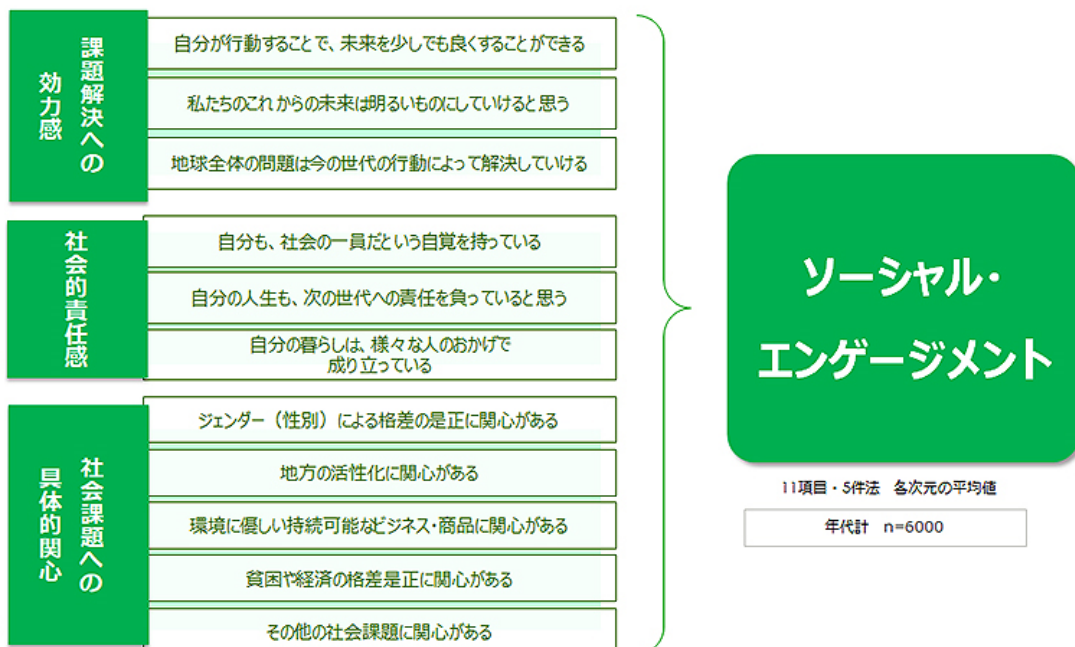 課題解決への
効力感
自分が行動することで、未来を少しでも良くすることができる
私たちのこれからの未来は明るいものにしていけると思う
地球全体の問題は今の世代の行動によって解決していける
社会的責任感
自分も、社会の一員だという自覚を持っている
自分の人生も、次の世代への責任を負っていると思う
自分の暮らしは、様々な人のおかげで
成り立っている
社会課題への
具体的関心
ジェンダー（性別）による格差の是正に関心がある
地方の活性化に関心がある
環境に優しい持続可能なビジネス・商品に関心がある
貧困や経済の格差是正に関心がある
その他の社会課題に関心がある
ソーシャル・
エンゲージメント
11項目・5件法　各次元の平均値
年代計　n=6000